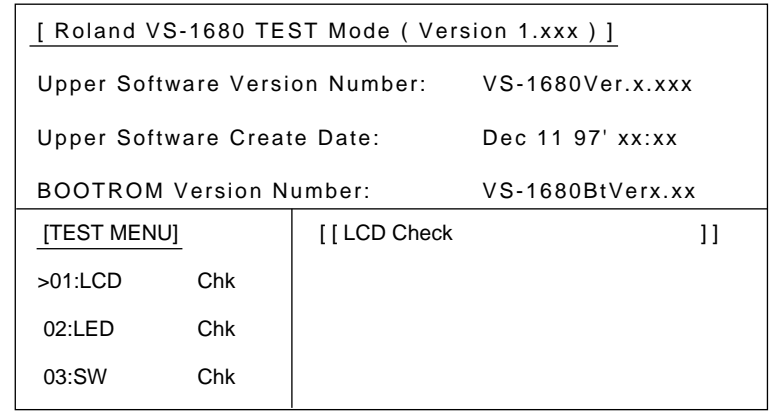 [ Roland VS-1680 TEST Mode ( Version 1.xxx ) ]
Upper Software Version Number: VS-1680Ver.x.xxx
Upper Software Create Date: Dec 11 97' xx:xx
BOOTROM Version Number: VS-1680BtVerx.xx
[TEST MENU]
>01:LCD Chk
02:LED Chk
03:SW Chk
[ [ LCD Check ] ]